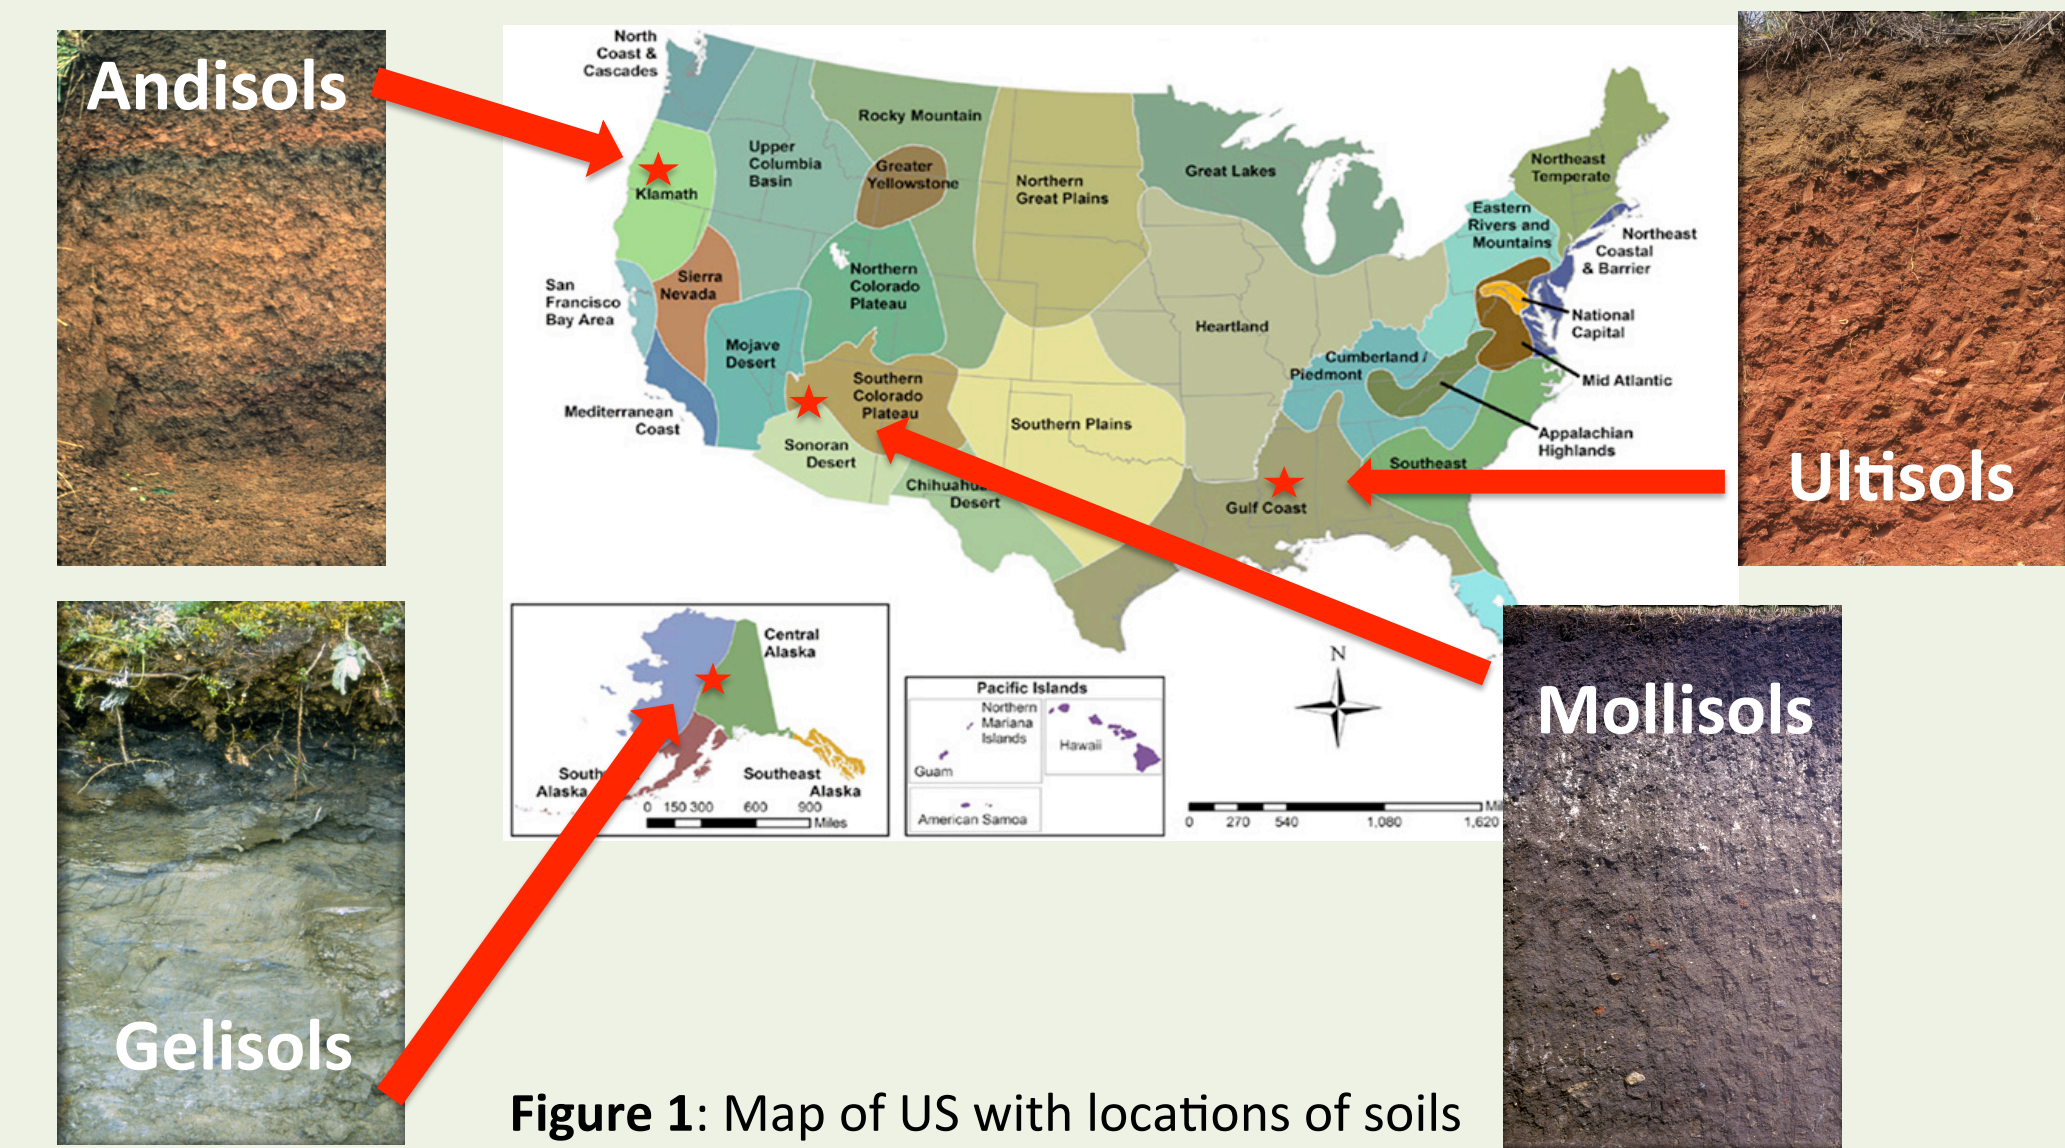 Andisols
North
Coast &
Cascades
Rocky Mountain
Upper
Columbia
Basin
Greater
Yellowstone
Northern
Great Plains
Great Lakes
Northeast
Temperate
Klamath
Eastern
Rivers and
Mountains
Northeast
Coastal
& Barrier
Sierra
Nevada
Northern
Colorado
Plateau
San
Francisco
Bay Area
Heartland
National
Capital
Mojave
Desert
Cumberland /
Piedmont
Mid Atlantic
Southern
Colorado
Plateau
Mediterranean
Coast
Southern Plains
Sonoran
Desert
Appalachian
Highlands
Southeast
Ultisols
Desert
Gulf Coast
Central
Alaska
Alaska
Southeast
Alaska
0 150 300 600 900
Miles
Pacific Islands
Northern
Mariana
Islands
Hawaii
Guam
American Samoa
N
0 270 540 1,080 1,620
Mollisols
Gelisols
Figure 1: Map of US with locations of soils